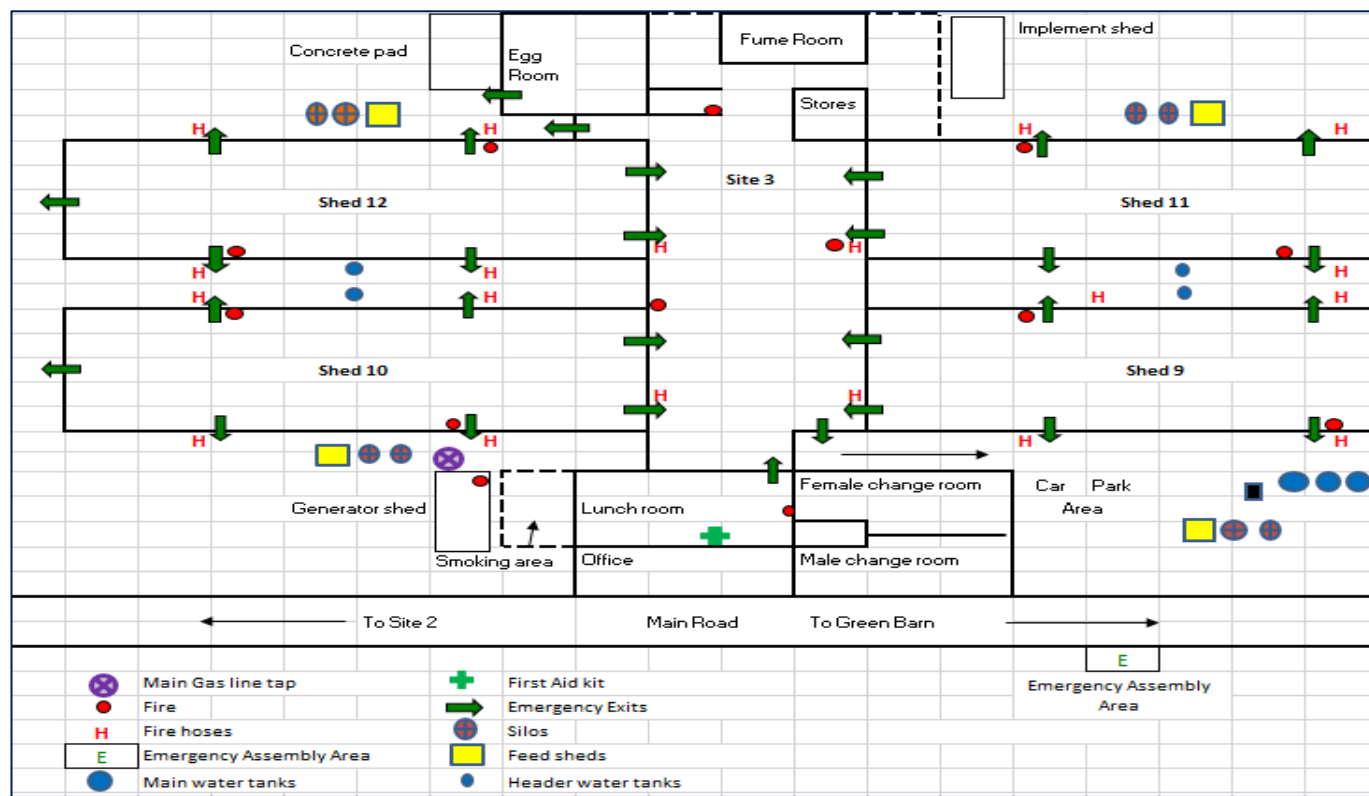 Concrete pad
Egg
Room
Fume Room
Implement shed
Stores
H
H
H
H
Site 3
Shed 12
Shed 11
H
H
H
H
H
H
H
H
H
H
Shed 10
Shed 9
H
H
H
H
H
H
Generator shed
Smoking area
Lunch room
Office
Female change room
Male change room
Car Park
Area
To Site 2
Main Road
To Green Barn
E
Emergency Assembly
Area
Main Gas line tap
First Aid kit
Fire
Emergency Exits
H
Fire hoses
Silos
E
Emergency Assembly Area
Feed sheds
Main water tanks
Header water tanks